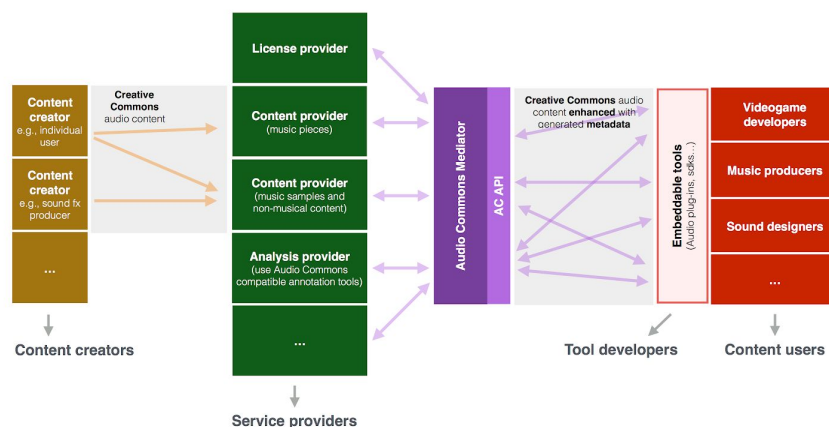 Content
creator
e.g., individual
user
Content
creator
e.g., sound fx
producer
...
Content creators
Creative
Commons
audio content
License provider
Content provider
(music pieces)
Content provider
(music samples and
non-musical content)
Analysis provider
(use Audio Commons
compatible annotation tools)
...
Service providers
Audio Commons Mediator
AC API
Creative Commons audio
content enhanced with
generated metadata
Embeddable tools
(Audio plug-ins, sdks...)
Tool developers
Videogame
developers
Music producers
Sound designers
...
Content users